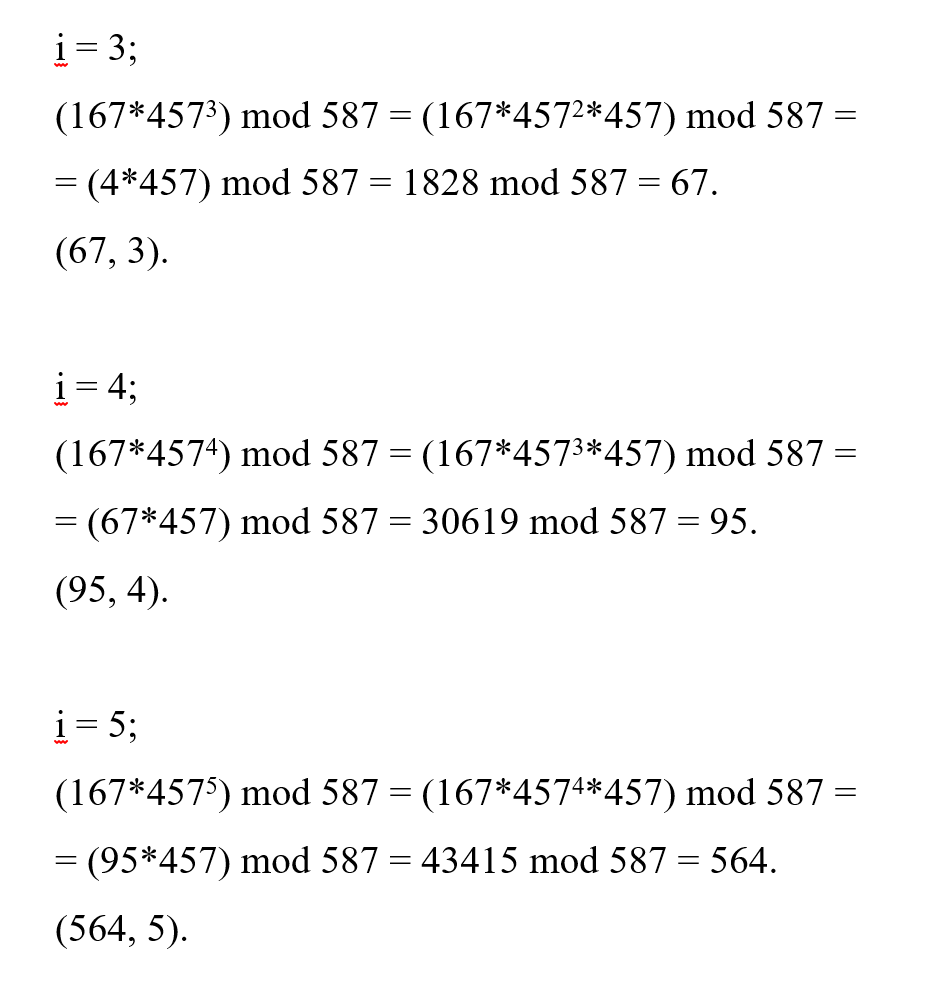 i = 3;
(167*457³) mod 587 = (167*457²*457) mod 587 =
= (4*457) mod 587 = 1828 mod 587 = 67.
(67, 3).
i = 4;
(167*457⁴) mod 587 = (167*457³*457) mod 587 =
= (67*457) mod 587 = 30619 mod 587 = 95.
(95, 4).
i = 5;
(167*457⁵) mod 587 = (167*457⁴*457) mod 587 =
= (95*457) mod 587 = 43415 mod 587 = 564.
(564, 5).